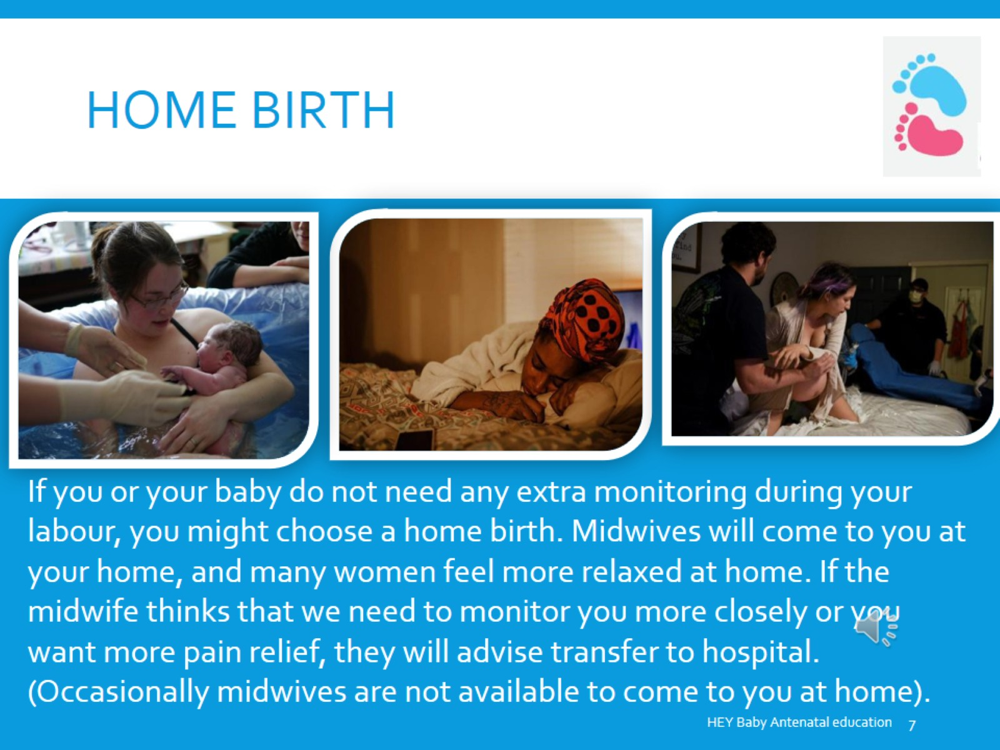 HOME BIRTH
find
ou.
If you or your baby do not need any extra monitoring during your
labour, you might choose a home birth. Midwives will come to you at
your home, and many women feel more relaxed at home. If the
midwife thinks that we need to monitor you more closely or you
want more pain relief, they will advise transfer to hospital.
(Occasionally midwives are not available to come to you at home).
HEY Baby Antenatal education 7